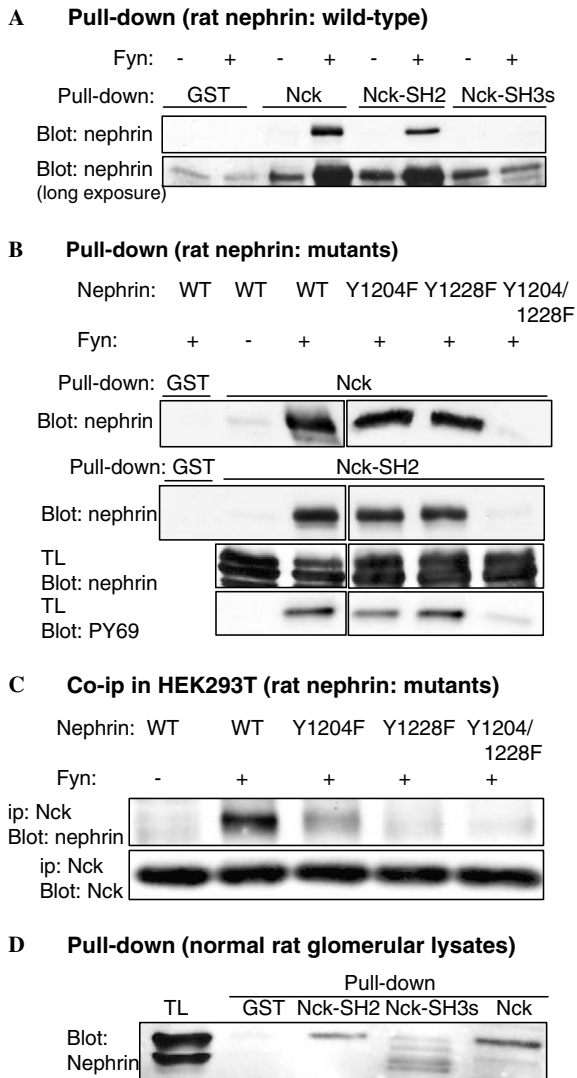 A Pull-down (rat nephrin: wild-type)
Fyn: - + - + - + - +
Pull-down: GST Nck Nck-SH2 Nck-SH3s
Blot: nephrin
Blot: nephrin
(long exposure)
B Pull-down (rat nephrin: mutants)
Nephrin: WT WT WT Y1204F Y1228F Y1204/
1228F
Fyn: + - + + + +
Pull-down: GST Nck
Blot: nephrin
Pull-down: GST Nck-SH2
Blot: nephrin
TL
Blot: nephrin
TL
Blot: PY69
C Co-ip in HEK293T (rat nephrin: mutants)
Nephrin: WT WT Y1204F Y1228F Y1204/
1228F
Fyn: - + + + +
ip: Nck
Blot: nephrin
ip: Nck
Blot: Nck
D Pull-down (normal rat glomerular lysates)
Pull-down
TL GST Nck-SH2 Nck-SH3s Nck
Blot:
Nephrin